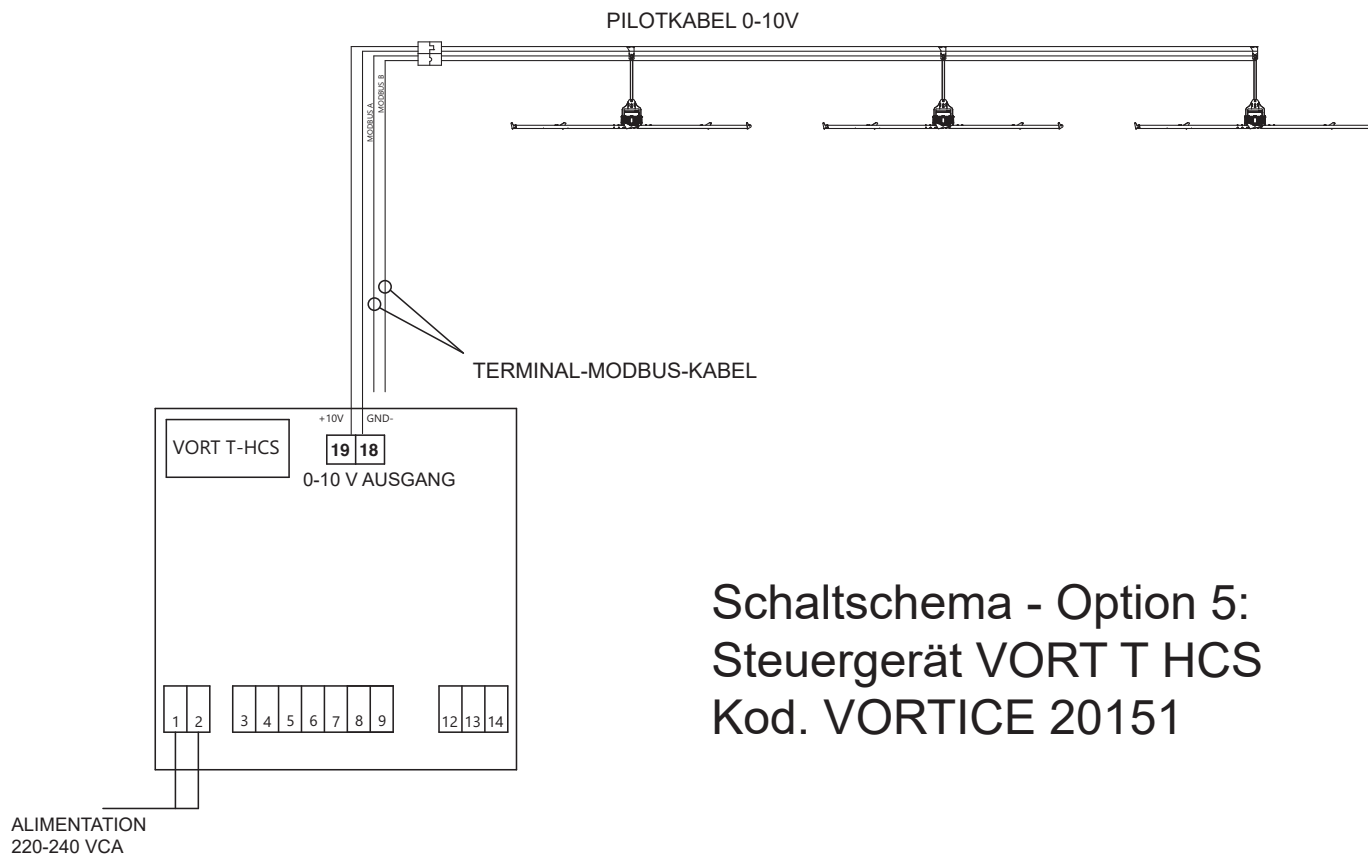 PILOTKABEL 0-10V
MODBUS A
MODBUS B
TERMINAL-MODBUS-KABEL
+10V GND-
VORT T-HCS
19 18
0-10 V AUSGANG
Schaltschema - Option 5:
Steuergerät VORT T HCS
Kod. VORTICE 20151
1 2 3 4 5 6 7 8 9 12 13 14
ALIMENTATION
220-240 VCA